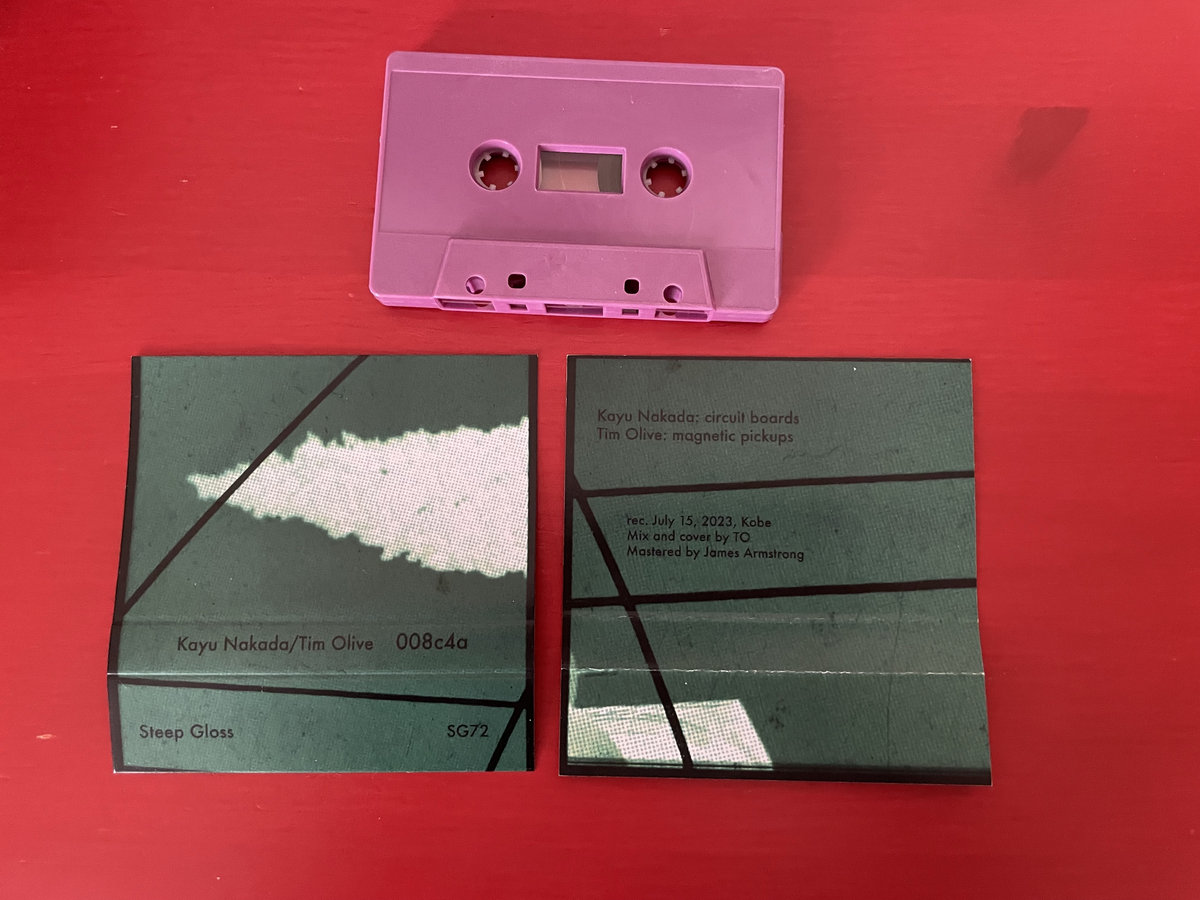 Kayu Nakada/Tim Olive 008c4a
Steep Gloss SG72
Kayu Nakada: circuit boards
Tim Olive: magnetic pickups
rec. July 15, 2023, Kobe
Mix and cover by TO
Mastered by James Armstrong